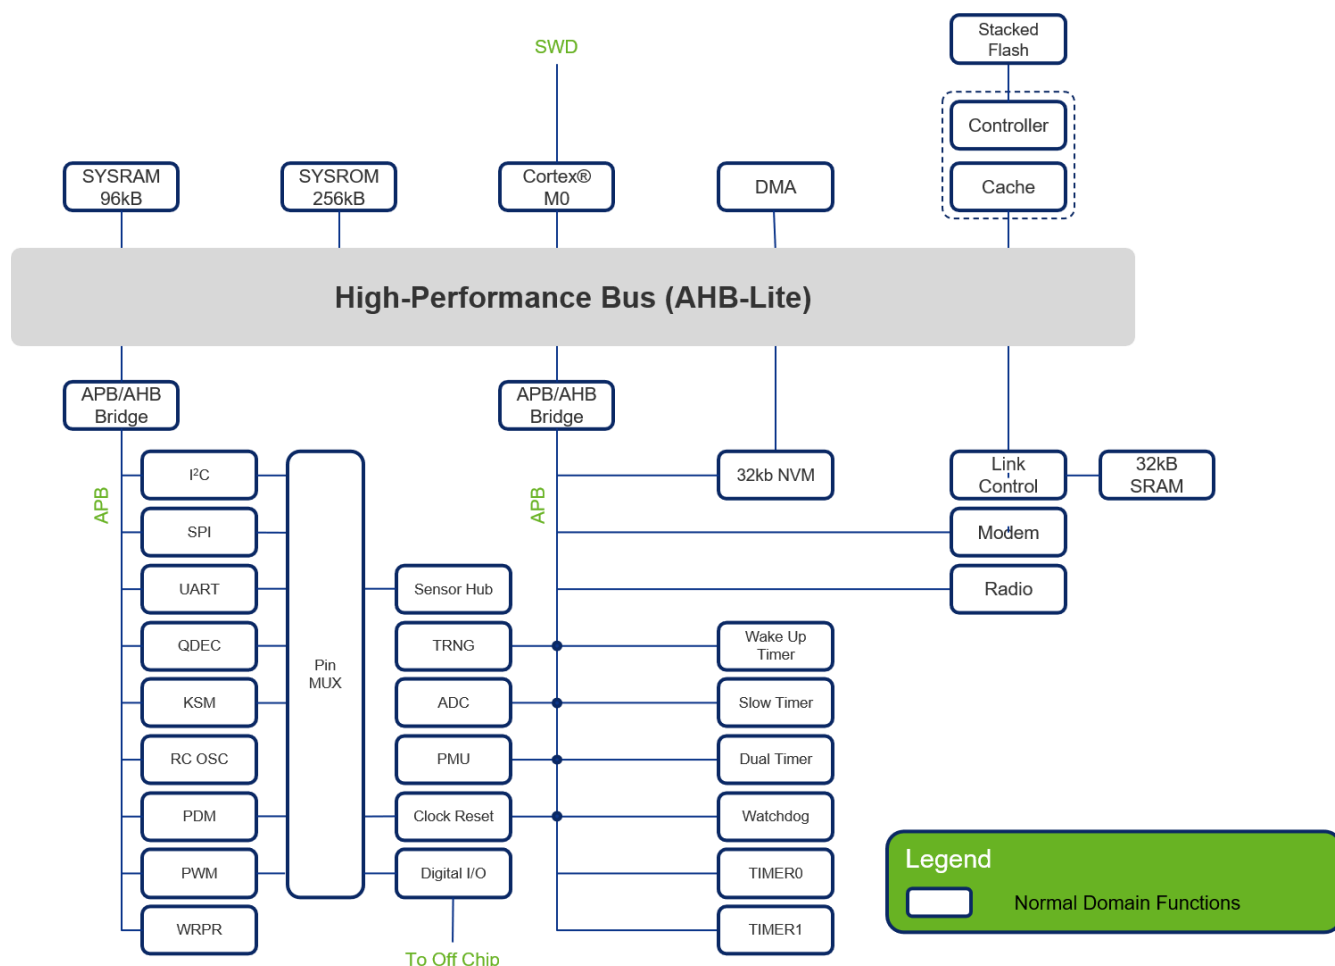 SWD
Stacked
Flash
Controller
Cache
SYSRAM
96kB
SYSROM
256kB
Cortex®
M0
DMA
High-Performance Bus (AHB-Lite)
APB/AHB
Bridge
APB/AHB
Bridge
APB
I²C
SPI
UART
QDEC
KSM
RC OSC
PDM
PWM
WRPR
Pin
MUX
Sensor Hub
TRNG
ADC
PMU
Clock Reset
Digital I/O
To Off Chip
APB
32kb NVM
Link
Control
32kB
SRAM
Modem
Radio
Wake Up
Timer
Slow Timer
Dual Timer
Watchdog
TIMER0
TIMER1
Legend
Normal Domain Functions